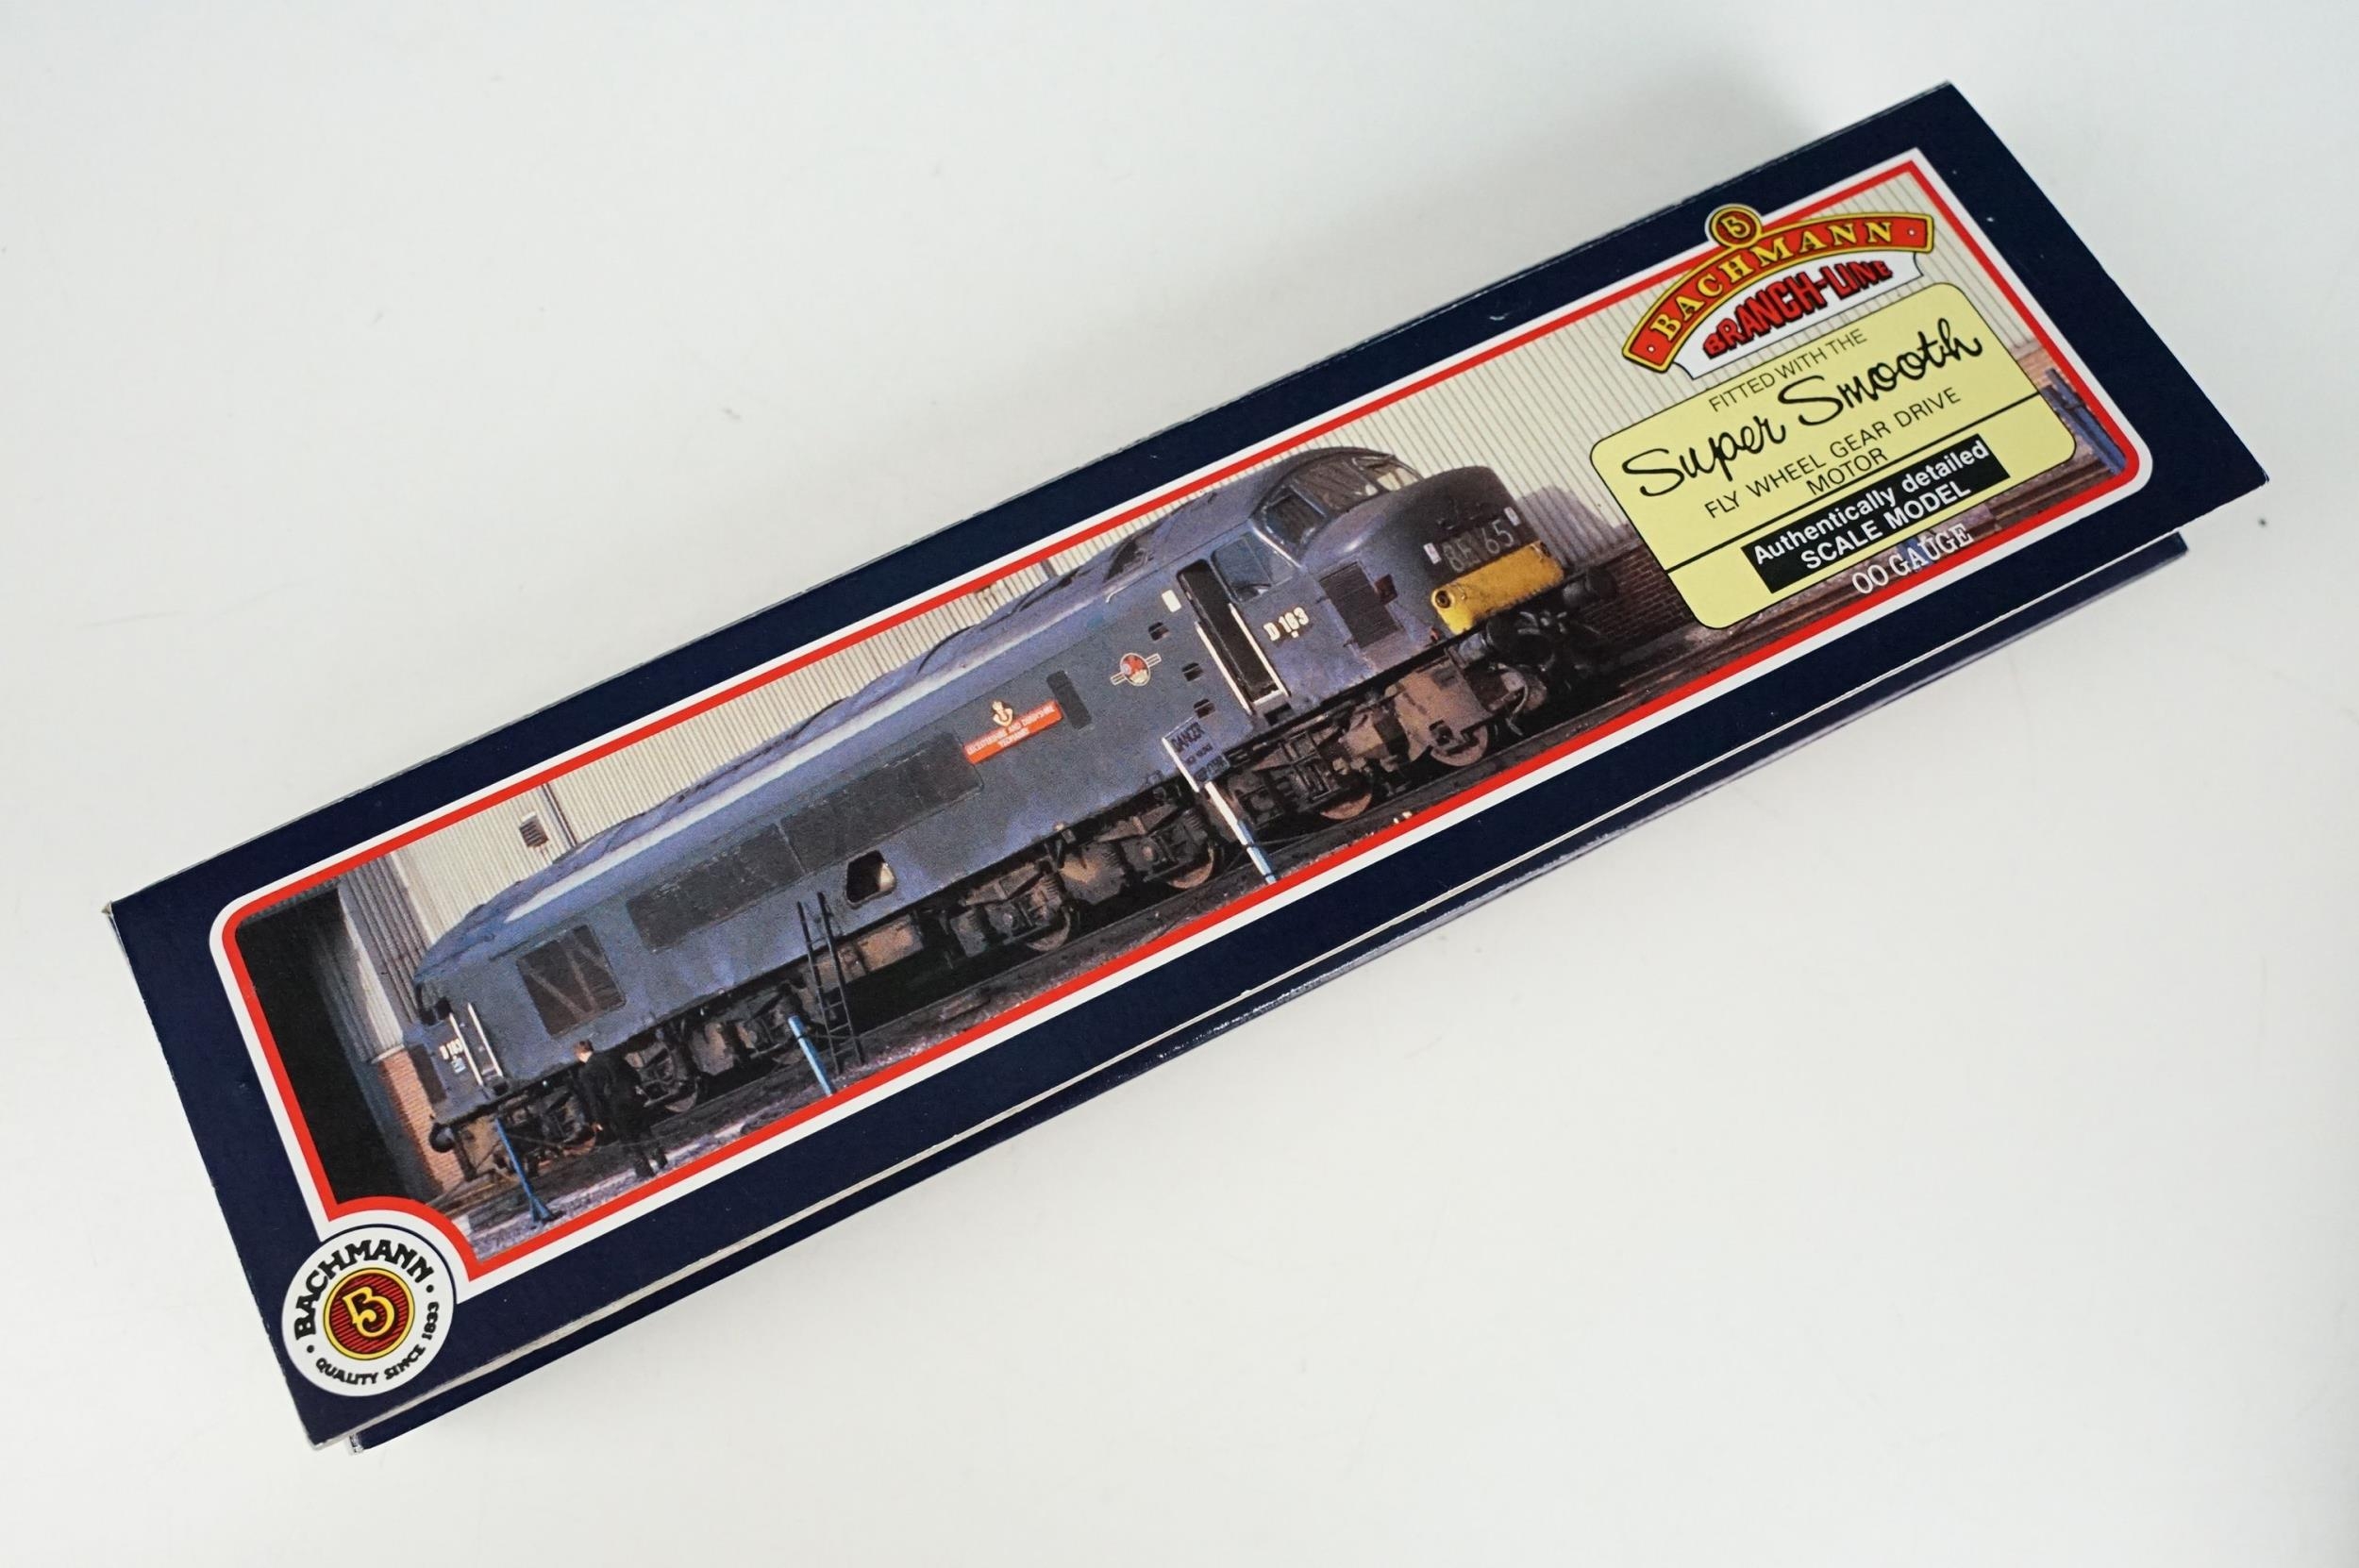 BACHMANN
BRANCH-LINE
FITTED WITH THE
Super Smooth
FLY WHEEL GEAR DRIVE
MOTOR
Authentically detailed
SCALE MODEL
OO GAUGE
D 183
DANGER
BACHMANN
QUALITY SINCE 1833